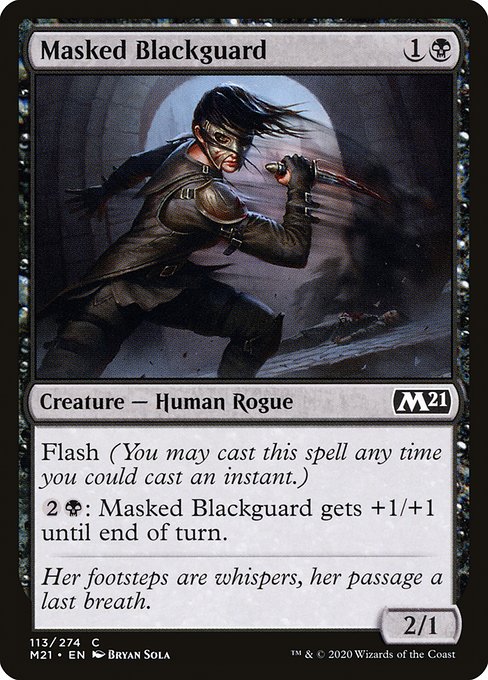 Masked Blackguard 1
Creature — Human Rogue M21
Flash (You may cast this spell any time
you could cast an instant.)
2: Masked Blackguard gets +1/+1
until end of turn.
Her footsteps are whispers, her passage a
last breath.
2/1
113/274 C
M21 • EN Bryan Sola ™ & © 2020 Wizards of the Coast